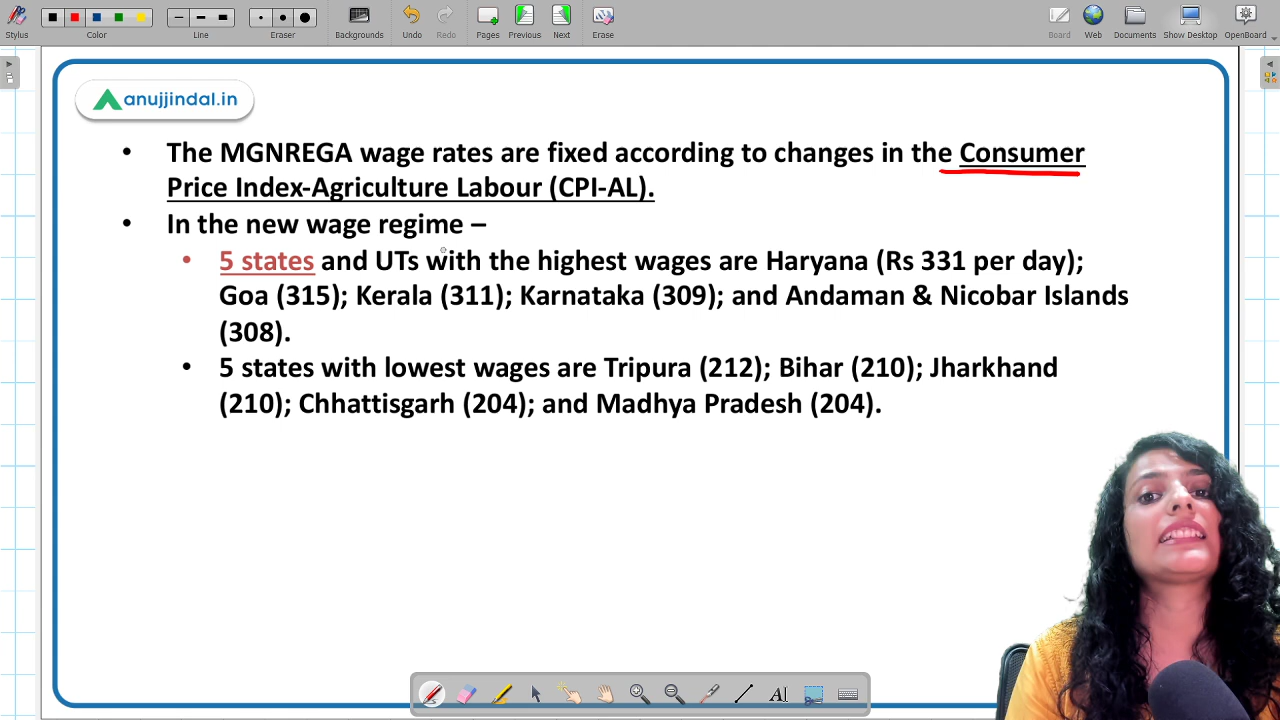 Stylus Color Line Eraser Backgrounds Undo Redo Pages Previous Next Erase Board Web Documents Show Desktop OpenBoard
anujjindal.in
• The MGNREGA wage rates are fixed according to changes in the Consumer
Price Index-Agriculture Labour (CPI-AL).
• In the new wage regime –
• 5 states and UTs with the highest wages are Haryana (Rs 331 per day);
Goa (315); Kerala (311); Karnataka (309); and Andaman & Nicobar Islands
(308).
• 5 states with lowest wages are Tripura (212); Bihar (210); Jharkhand
(210); Chhattisgarh (204); and Madhya Pradesh (204).
AI